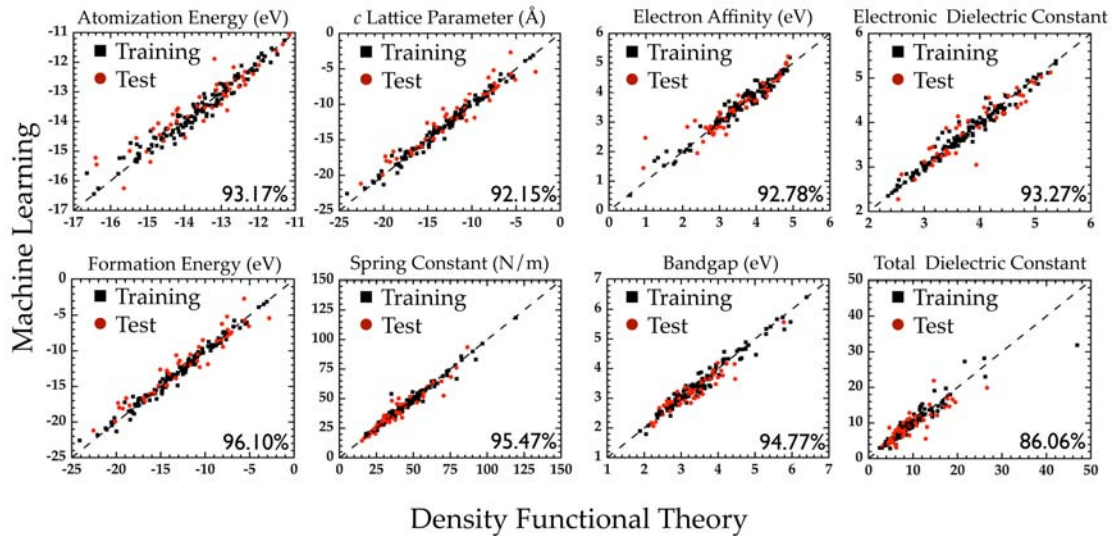 Machine Learning
Atomization Energy (eV)
-11
-12
-13
-14
-15
-16
-17
-17 -16 -15 -14 -13 -12 -11
Training
Test
93.17%
c Lattice Parameter (Å)
0
-5
-10
-15
-20
-25
-25 -20 -15 -10 -5 0
Training
Test
92.15%
Electron Affinity (eV)
6
5
4
3
2
1
0
0 1 2 3 4 5 6
Training
Test
92.78%
Electronic Dielectric Constant
6
5
4
3
2
2 3 4 5 6
Training
Test
93.27%
Formation Energy (eV)
0
-5
-10
-15
-20
-25
-25 -20 -15 -10 -5 0
Training
Test
96.10%
Spring Constant (N/m)
150
125
100
75
50
25
0
0 25 50 75 100 125 150
Training
Test
95.47%
Bandgap (eV)
7
6
5
4
3
2
1
1 2 3 4 5 6 7
Training
Test
94.77%
Total Dielectric Constant
50
40
30
20
10
0
0 10 20 30 40 50
Training
Test
86.06%
Density Functional Theory